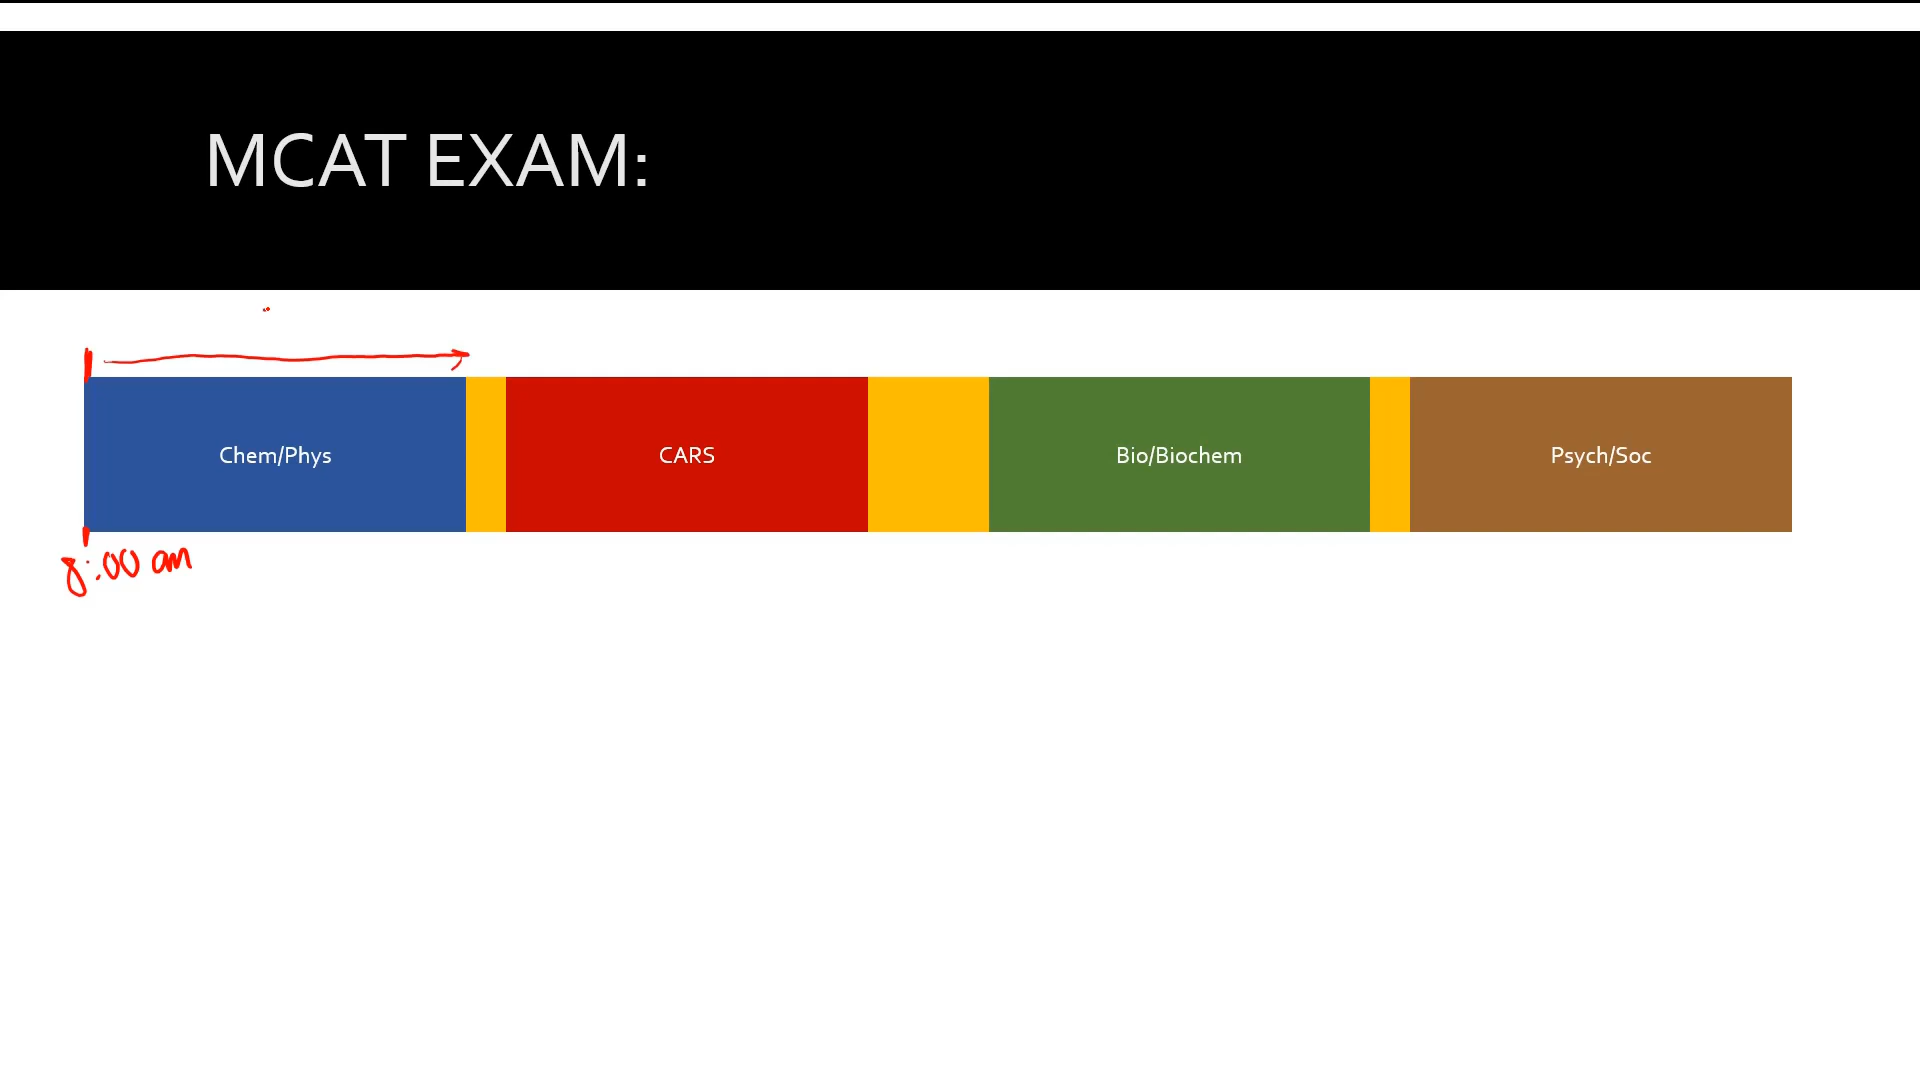 MCAT EXAM:
Chem/Phys
CARS
Bio/Biochem
Psych/Soc
8:00 am